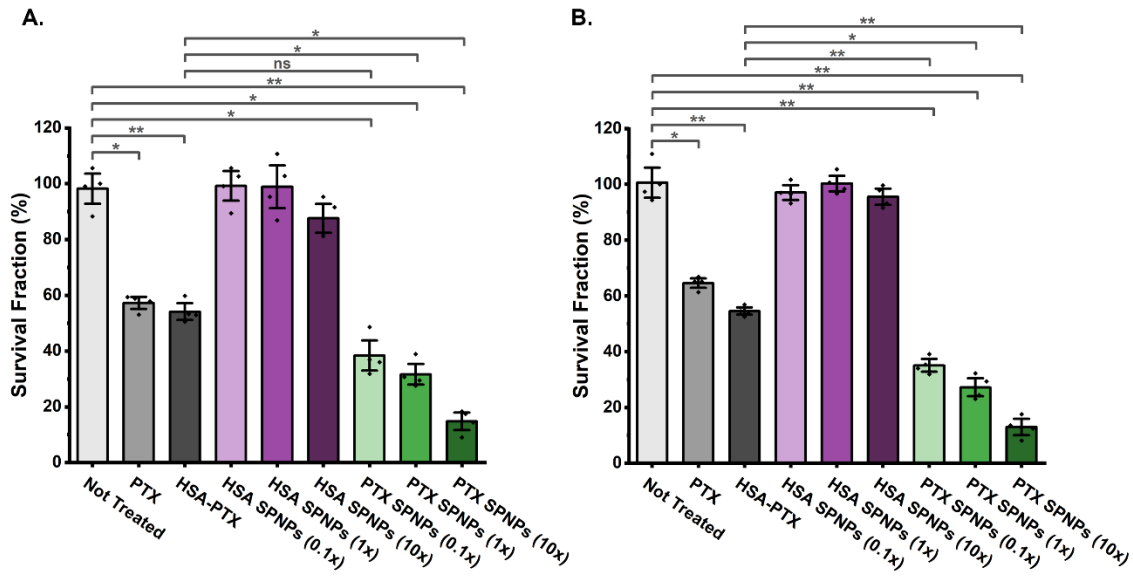 A.
*
*
ns
**
*
*
**
*
Survival Fraction (%)
120
100
80
60
40
20
0
Not Treated
PTX
HSA-PTX
HSA SPNPs (0.1x)
HSA SPNPs (1x)
HSA SPNPs (10x)
PTX SPNPs (0.1x)
PTX SPNPs (1x)
PTX SPNPs (10x)
B.
**
*
**
**
**
**
**
*
Survival Fraction (%)
120
100
80
60
40
20
0
Not Treated
PTX
HSA-PTX
HSA SPNPs (0.1x)
HSA SPNPs (1x)
HSA SPNPs (10x)
PTX SPNPs (0.1x)
PTX SPNPs (1x)
PTX SPNPs (10x)